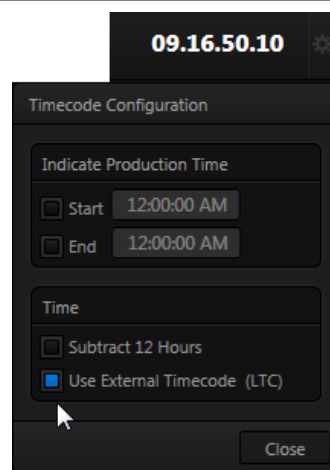 09.16.50.10
Timecode Configuration
Indicate Production Time
Start 12:00:00 AM
End 12:00:00 AM
Time
Subtract 12 Hours
Use External Timecode (LTC)
Close